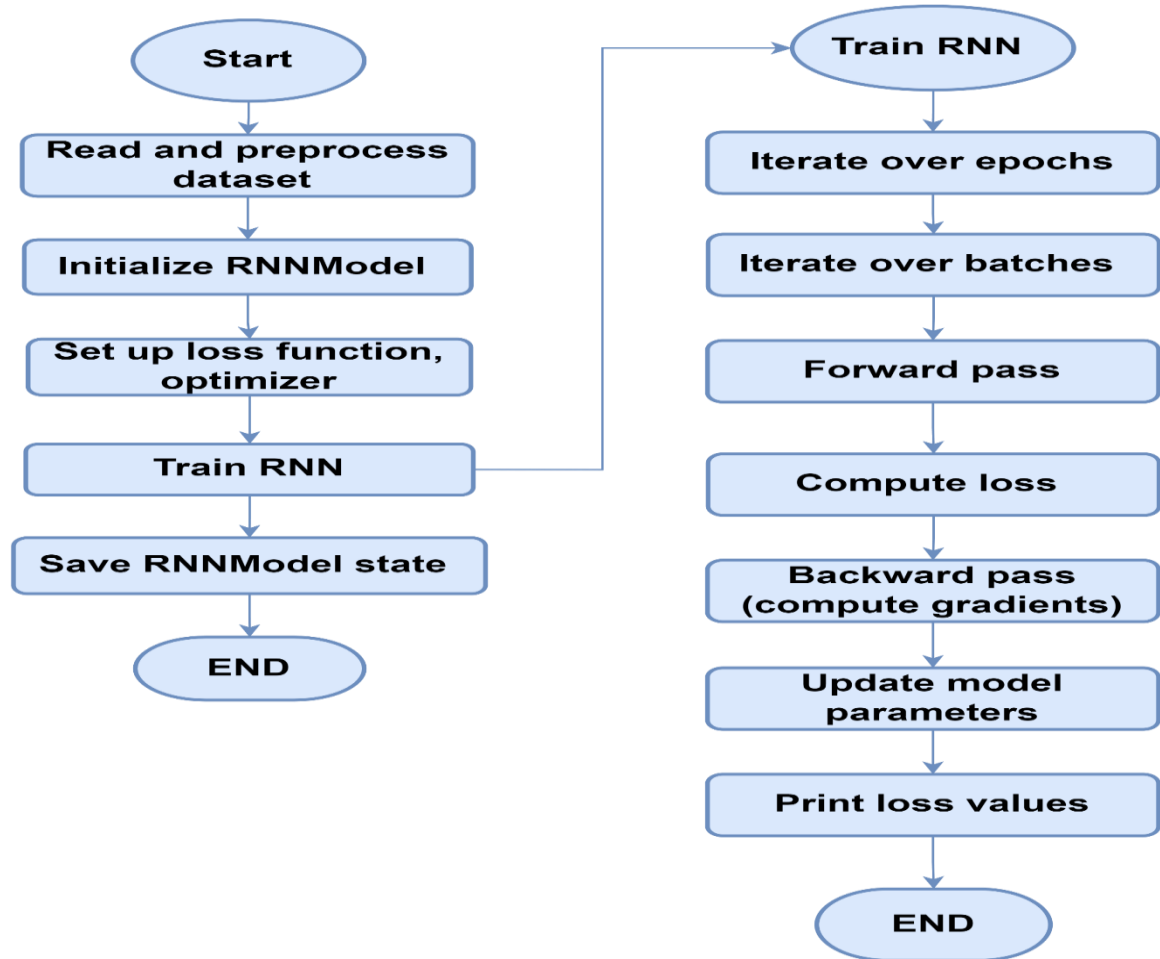 Start
Read and preprocess
dataset
Initialize RNNModel
Set up loss function,
optimizer
Train RNN
Save RNNModel state
END
Train RNN
Iterate over epochs
Iterate over batches
Forward pass
Compute loss
Backward pass
(compute gradients)
Update model
parameters
Print loss values
END